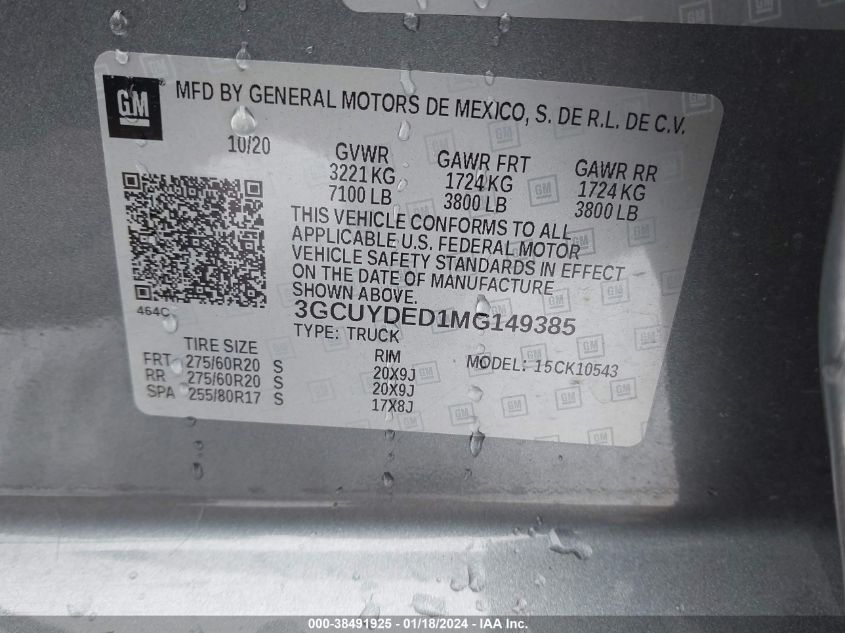 GM
MFD BY GENERAL MOTORS DE MEXICO, S. DE R.L. DE C.V.
10/20
GVWR GAWR FRT GAWR RR
3221 KG 1724 KG 1724 KG
7100 LB 3800 LB 3800 LB
THIS VEHICLE CONFORMS TO ALL
APPLICABLE U.S. FEDERAL MOTOR
VEHICLE SAFETY STANDARDS IN EFFECT
ON THE DATE OF MANUFACTURE
SHOWN ABOVE.
464C
3GCUYDED1MG149385
TYPE: TRUCK
TIRE SIZE RIM MODEL: 15CK10543
FRT 275/60R20 S 20X9J
RR 275/60R20 S 20X9J
SPA 255/80R17 S 17X8J
000-38491925 - 01/18/2024 - IAA Inc.